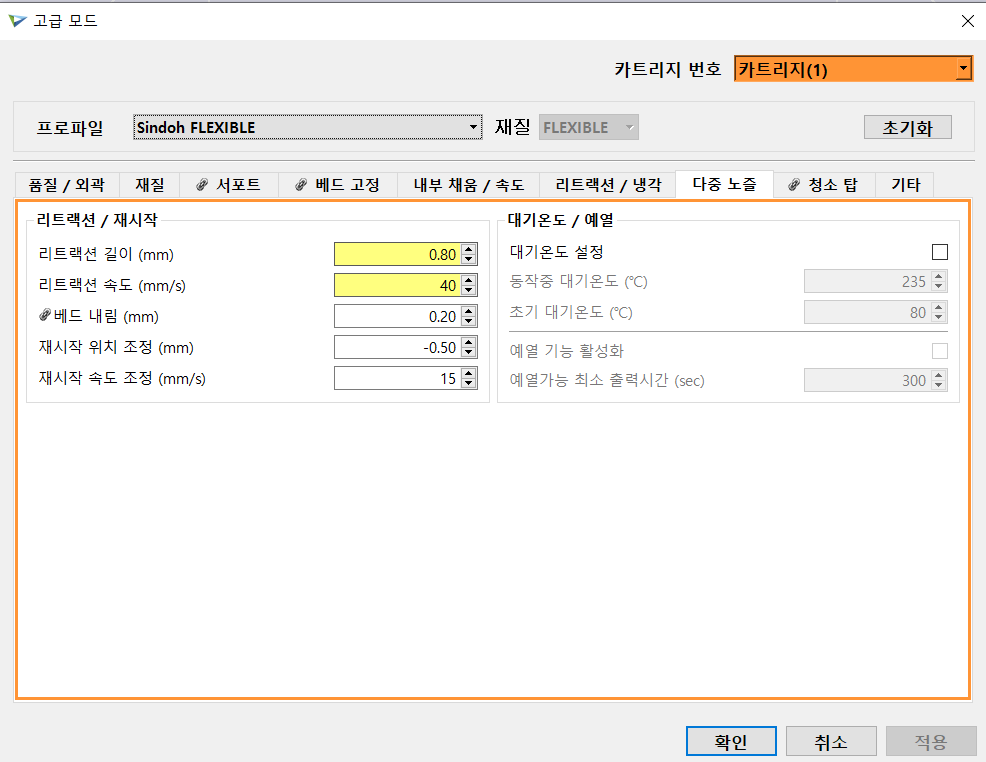 고급 모드
카트리지 번호 카트리지(1)
프로파일 Sindoh FLEXIBLE 재질 FLEXIBLE 초기화
품질 / 외곽 재질 서포트 베드 고정 내부 채움 / 속도 리트랙션 / 냉각 다중 노즐 청소 탑 기타
리트랙션 / 재시작
리트랙션 길이 (mm) 0.80
리트랙션 속도 (mm/s) 40
베드 내림 (mm) 0.20
재시작 위치 조정 (mm) -0.50
재시작 속도 조정 (mm/s) 15
대기온도 / 예열
대기온도 설정
동작중 대기온도 (℃) 235
초기 대기온도 (℃) 80
예열 기능 활성화
예열가능 최소 출력시간 (sec) 300
확인 취소 적용